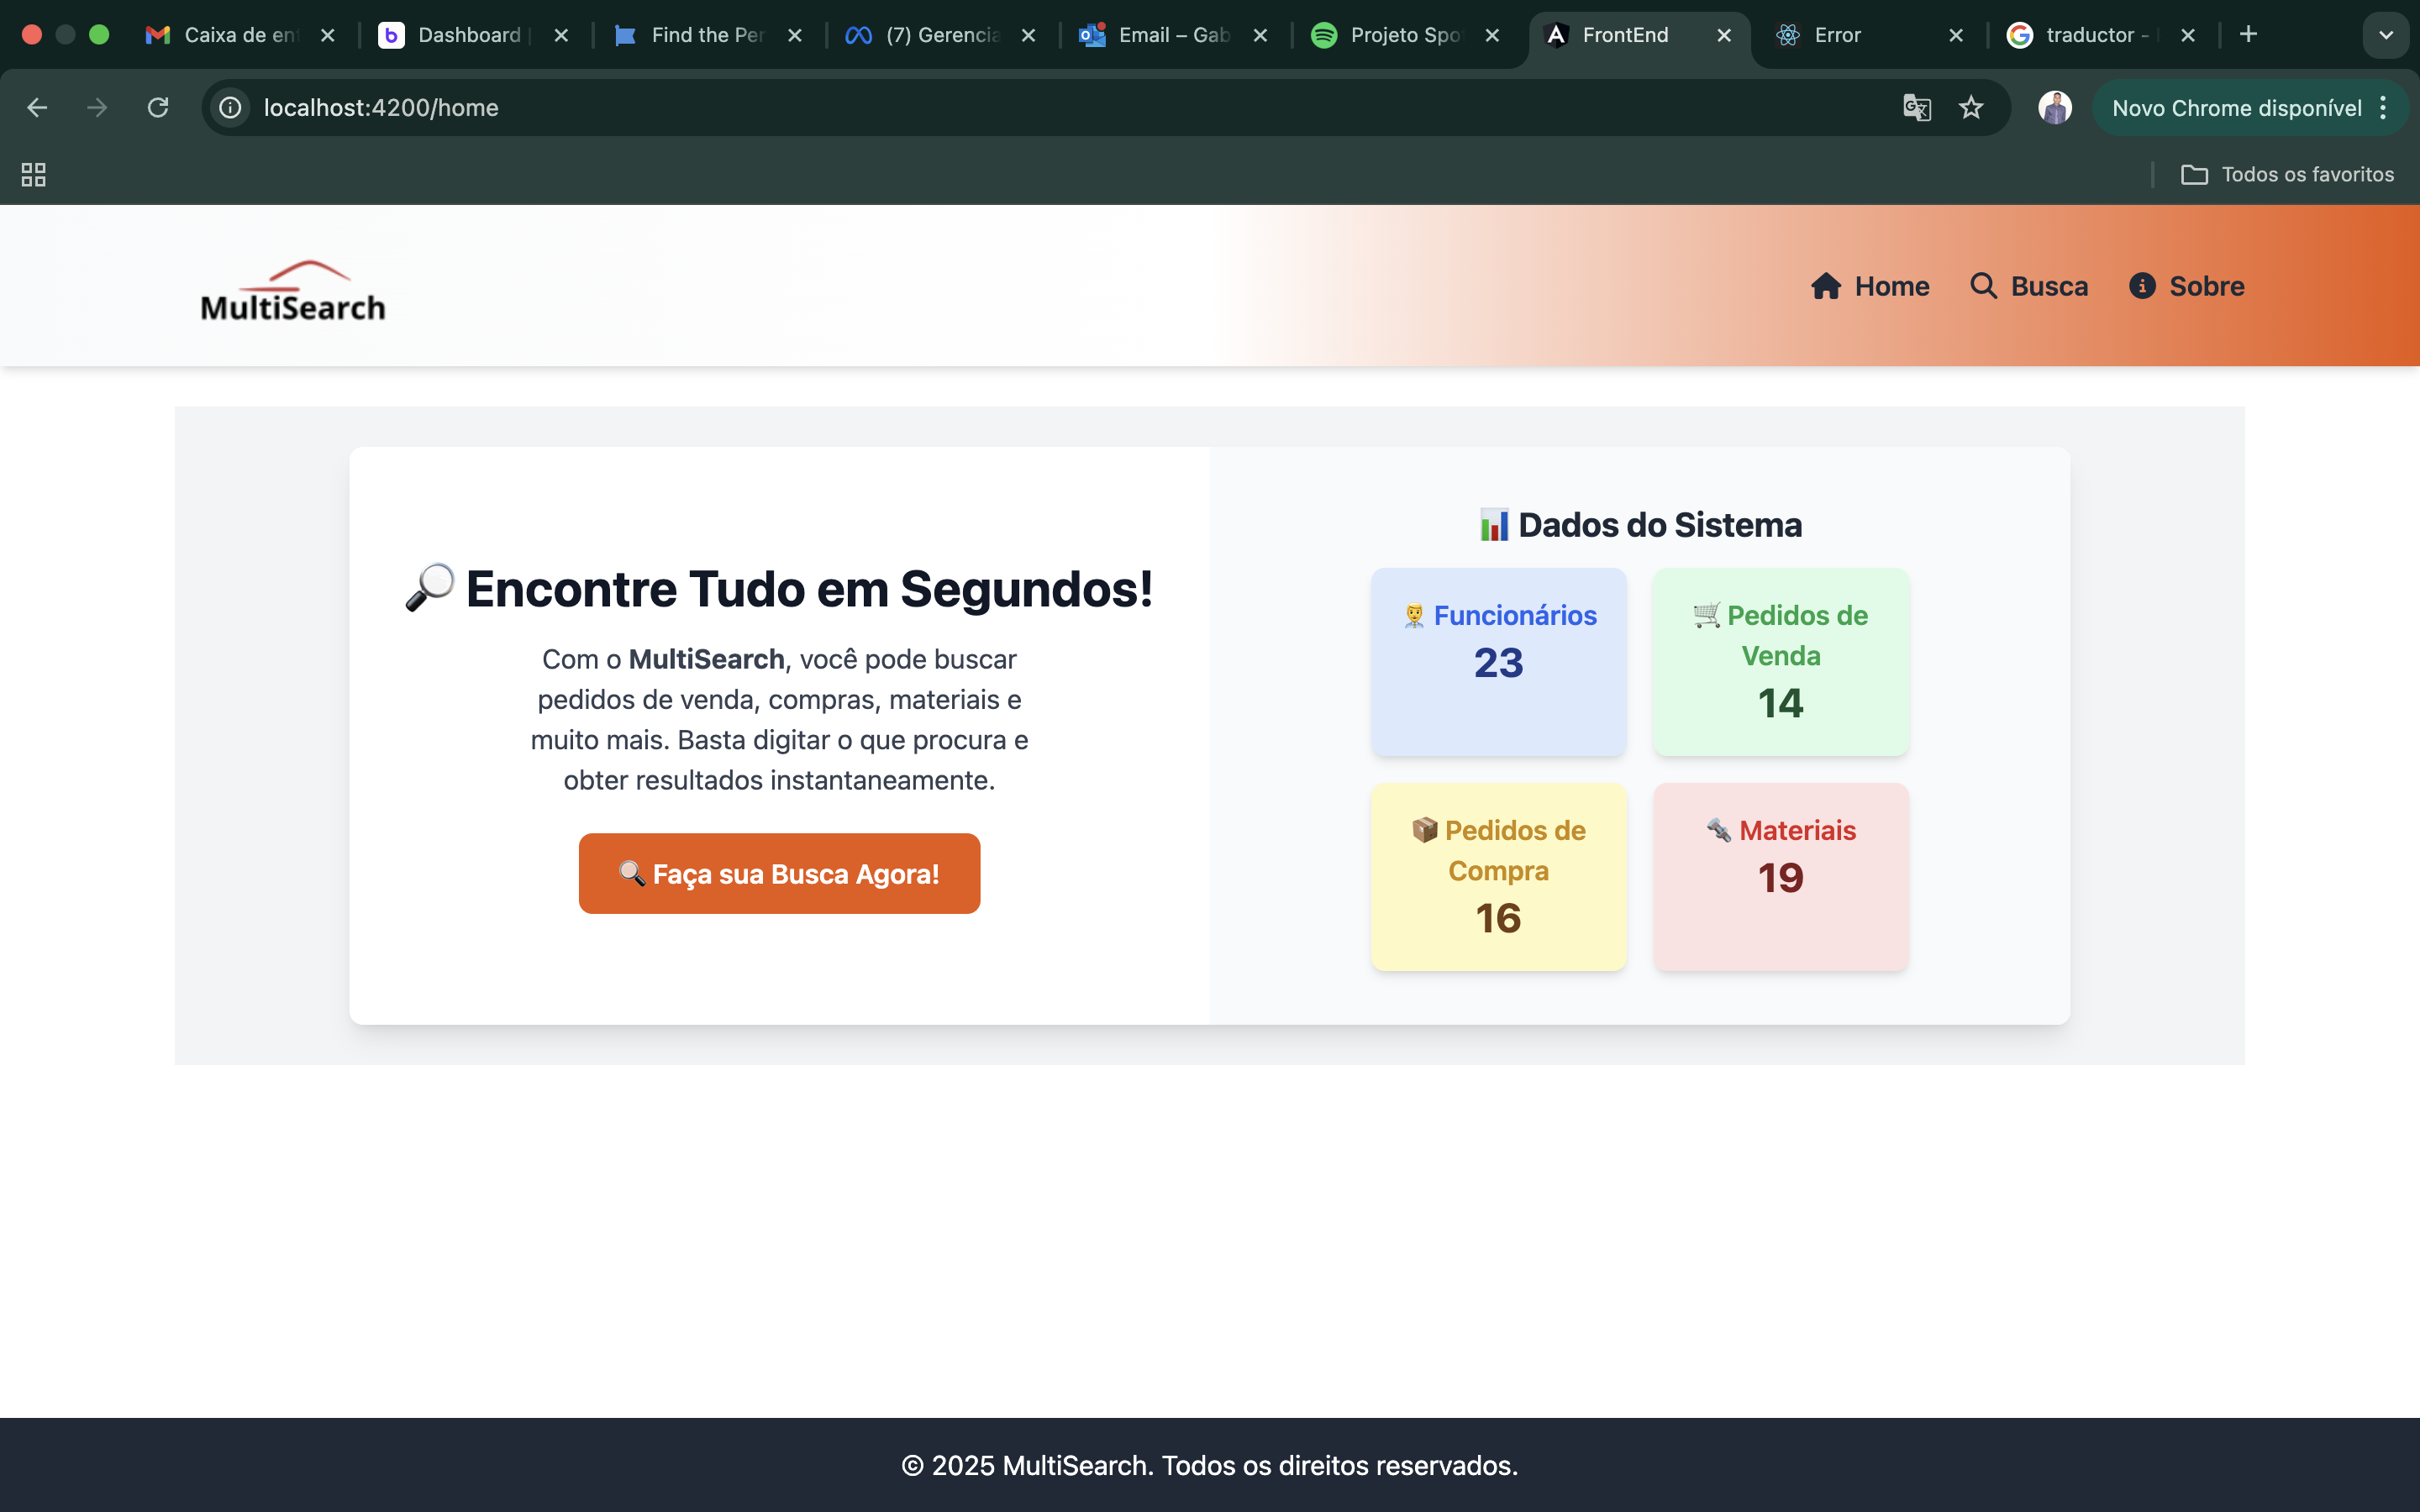 Caixa de en
Dashboard
Find the Per
(7) Gerencia
Email – Gab
Projeto Spo
FrontEnd
Error
traductor -
localhost:4200/home
Novo Chrome disponível
Todos os favoritos
MultiSearch
Home
Busca
Sobre
Encontre Tudo em Segundos!
Com o MultiSearch, você pode buscar
pedidos de venda, compras, materiais e
muito mais. Basta digitar o que procura e
obter resultados instantaneamente.
Faça sua Busca Agora!
Dados do Sistema
Funcionários
23
Pedidos de
Venda
14
Pedidos de
Compra
16
Materiais
19
© 2025 MultiSearch. Todos os direitos reservados.